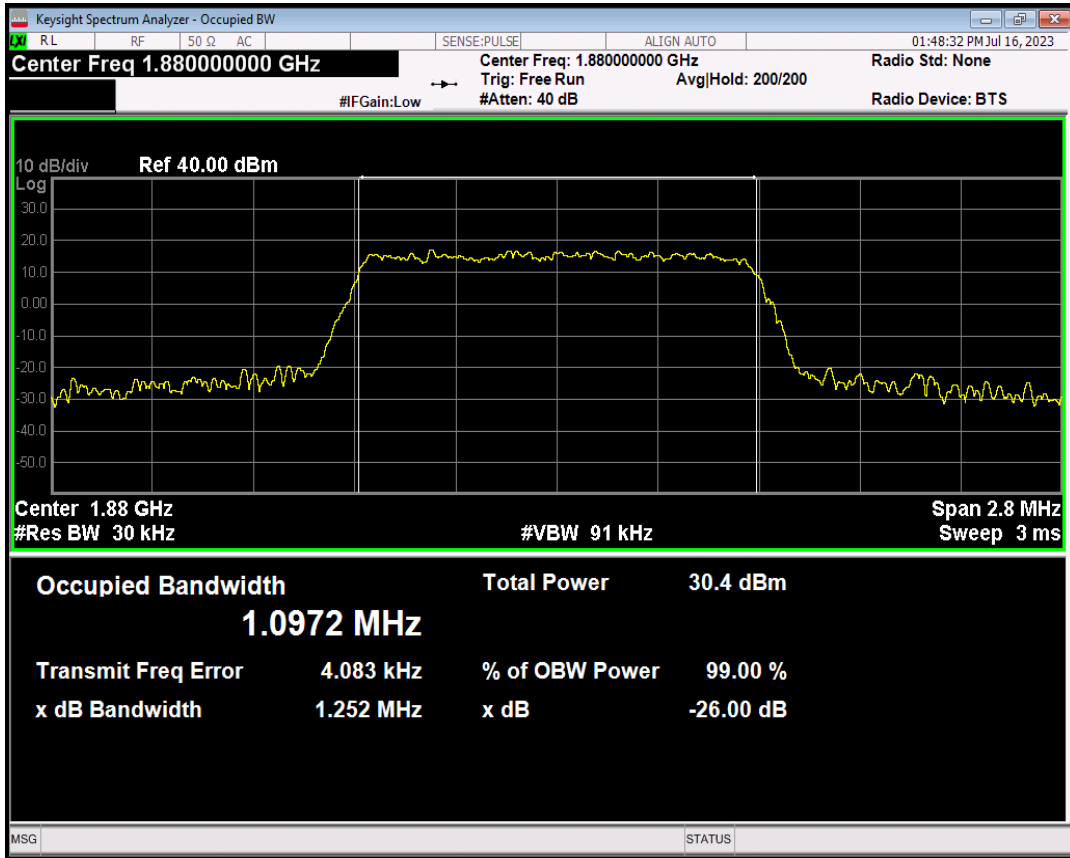 Keysight Spectrum Analyzer - Occupied BW
LXI RL RF 50 Ω AC SENSE:PULSE ALIGN AUTO 01:48:32 PM Jul 16, 2023
Center Freq 1.880000000 GHz Center Freq: 1.880000000 GHz Radio Std: None
Trig: Free Run Avg|Hold: 200/200
#IFGain:Low #Atten: 40 dB Radio Device: BTS
10 dB/div Ref 40.00 dBm
Log
30.0
20.0
10.0
0.00
-10.0
-20.0
-30.0
-40.0
-50.0
Center 1.88 GHz Span 2.8 MHz
#Res BW 30 kHz #VBW 91 kHz Sweep 3 ms
Occupied Bandwidth Total Power 30.4 dBm
1.0972 MHz
Transmit Freq Error 4.083 kHz % of OBW Power 99.00 %
x dB Bandwidth 1.252 MHz x dB -26.00 dB
MSG STATUS